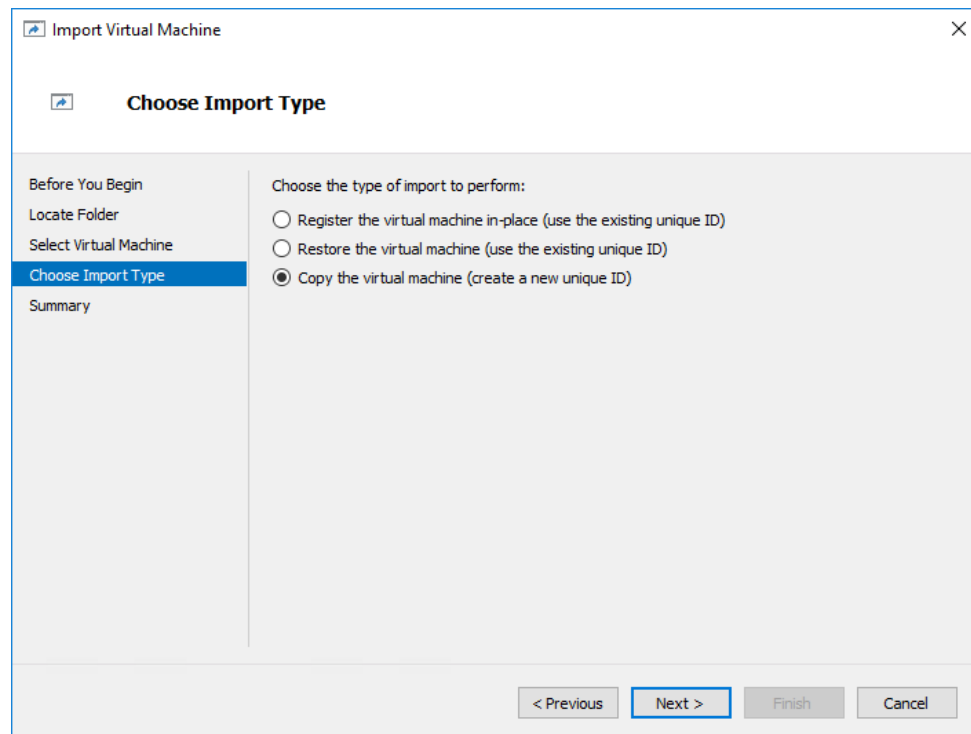 Import Virtual Machine
Choose Import Type
Before You Begin
Locate Folder
Select Virtual Machine
Choose Import Type
Summary
Choose the type of import to perform:
Register the virtual machine in-place (use the existing unique ID)
Restore the virtual machine (use the existing unique ID)
Copy the virtual machine (create a new unique ID)
< Previous
Next >
Finish
Cancel